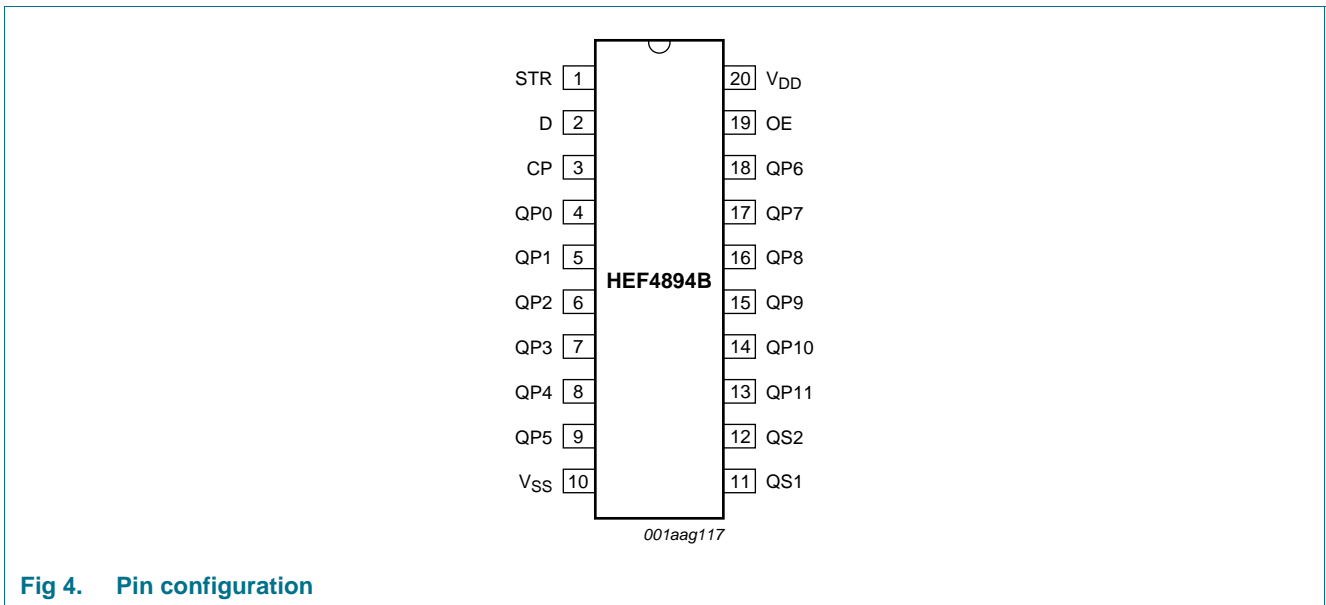 STR 1 20 VDD
D 2 19 OE
CP 3 18 QP6
QP0 4 17 QP7
QP1 5 16 QP8
HEF4894B
QP2 6 15 QP9
QP3 7 14 QP10
QP4 8 13 QP11
QP5 9 12 QS2
VSS 10 11 QS1
001aag117
Fig 4. Pin configuration